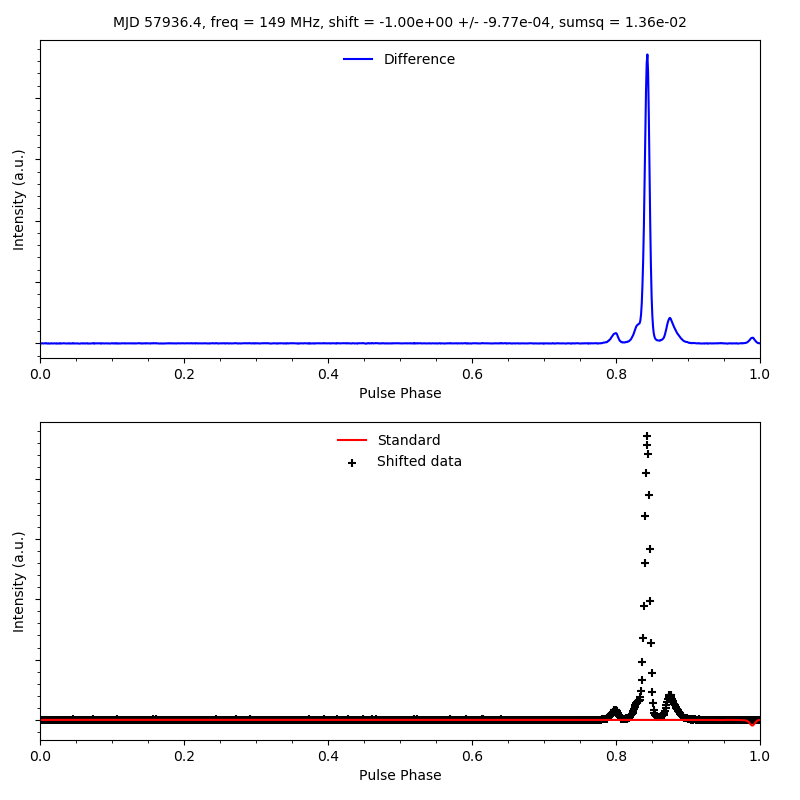 MJD 57936.4, freq = 149 MHz, shift = -1.00e+00 +/- -9.77e-04, sumsq = 1.36e-02
Difference
Intensity (a.u.)
0.0 0.2 0.4 0.6 0.8 1.0
Pulse Phase
Standard
Shifted data
Intensity (a.u.)
0.0 0.2 0.4 0.6 0.8 1.0
Pulse Phase